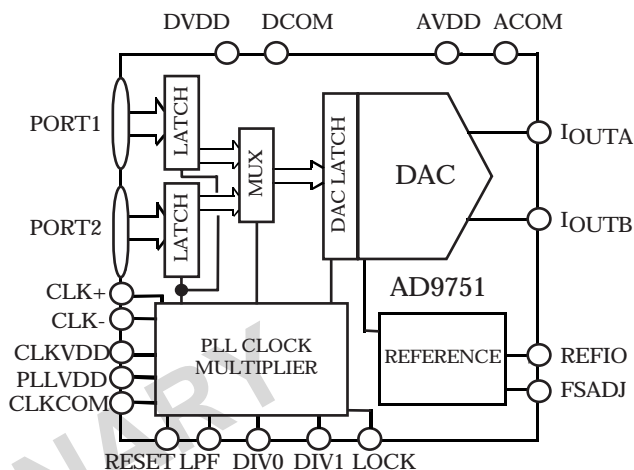 DVDD DCOM AVDD ACOM
PORT1
LATCH
MUX
DAC LATCH
DAC
IOUTA
PORT2
LATCH
IOUTB
AD9751
CLK+
CLK-
CLKVDD
PLLVDD
CLKCOM
PLL CLOCK
MULTIPLIER
REFERENCE
REFIO
FSADJ
RESET LPF DIV0 DIV1 LOCK
NARY